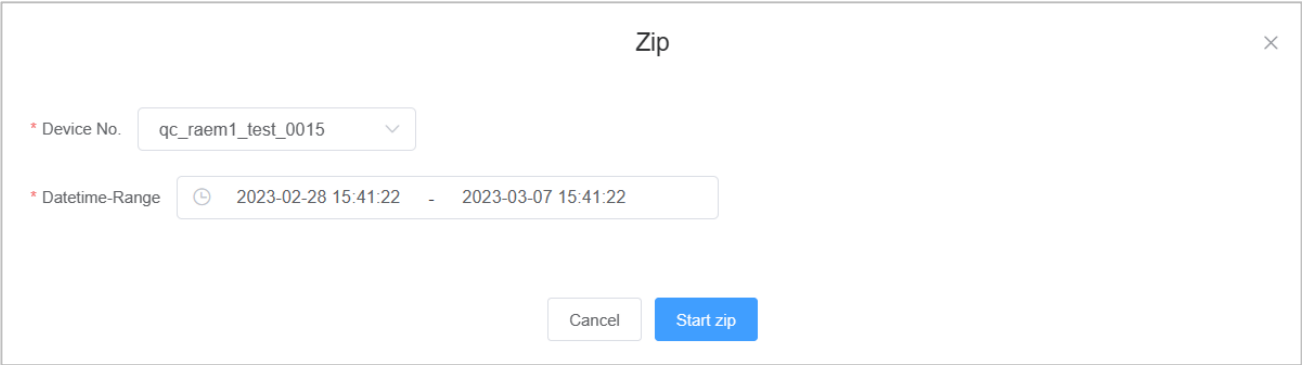 Zip
* Device No. qc_raem1_test_0015
* Datetime-Range 2023-02-28 15:41:22 - 2023-03-07 15:41:22
Cancel Start zip